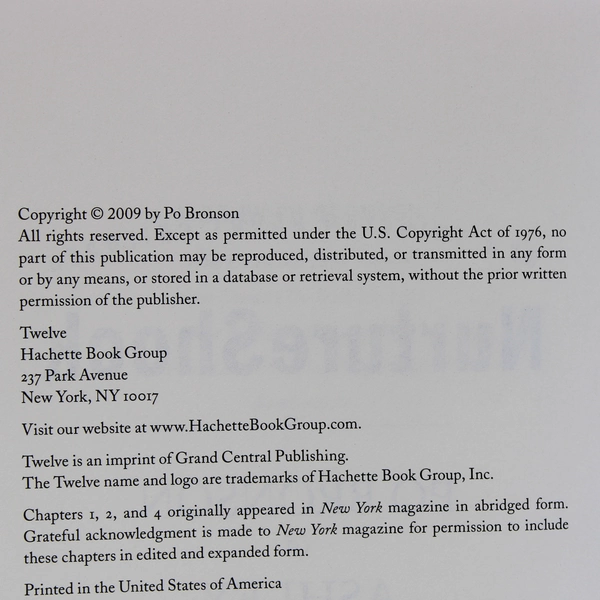 Copyright © 2009 by Po Bronson
All rights reserved. Except as permitted under the U.S. Copyright Act of 1976, no
part of this publication may be reproduced, distributed, or transmitted in any form
or by any means, or stored in a database or retrieval system, without the prior written
permission of the publisher.
Twelve
Hachette Book Group
237 Park Avenue
New York, NY 10017
Visit our website at www.HachetteBookGroup.com.
Twelve is an imprint of Grand Central Publishing.
The Twelve name and logo are trademarks of Hachette Book Group, Inc.
Chapters 1, 2, and 4 originally appeared in New York magazine in abridged form.
Grateful acknowledgment is made to New York magazine for permission to include
these chapters in edited and expanded form.
Printed in the United States of America